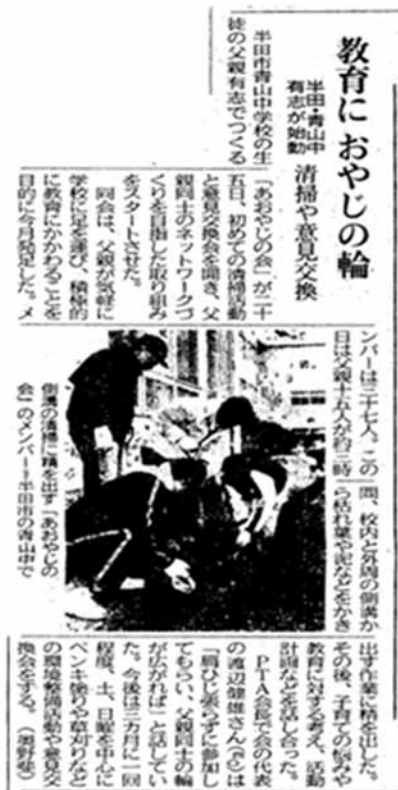 教育に おやじの輪
半田・青山中
有志が始動
清掃や意見交換
半田市青山中学校の生
徒の父親有志でつくる
「あおやじの会」が二十
五日、初めての清掃活動
と意見交換会を開き、父
親同士のネットワークづ
くりを目指した取り組み
をスタートさせた。
同会は、父親が気軽に
学校に足を運び、積極的
に教育にかかわることを
目的に今月発足した。メ
ンバーは三十七人。この
日は父親十五人が約三時
間、校内と外周の側溝か
ら枯れ葉や泥などをかき
出す作業に精を出した。
その後、子育ての悩みや
教育に対する考え、活動
計画などを話し合った。
PTA会長で会の代表
の渡辺健雄さん
は
「肩ひじ張らずに参加し
てもらい、父親同士の輪
が広がれば」と話してい
た。今後は三カ月に一回
程度、土、日曜を中心に
ペンキ塗りや草刈りなど
の環境整備活動や意見交
換会をする。（奥野斐）
側溝の清掃に精を出す「あおやじの
会」のメンバー＝半田市の青山中で